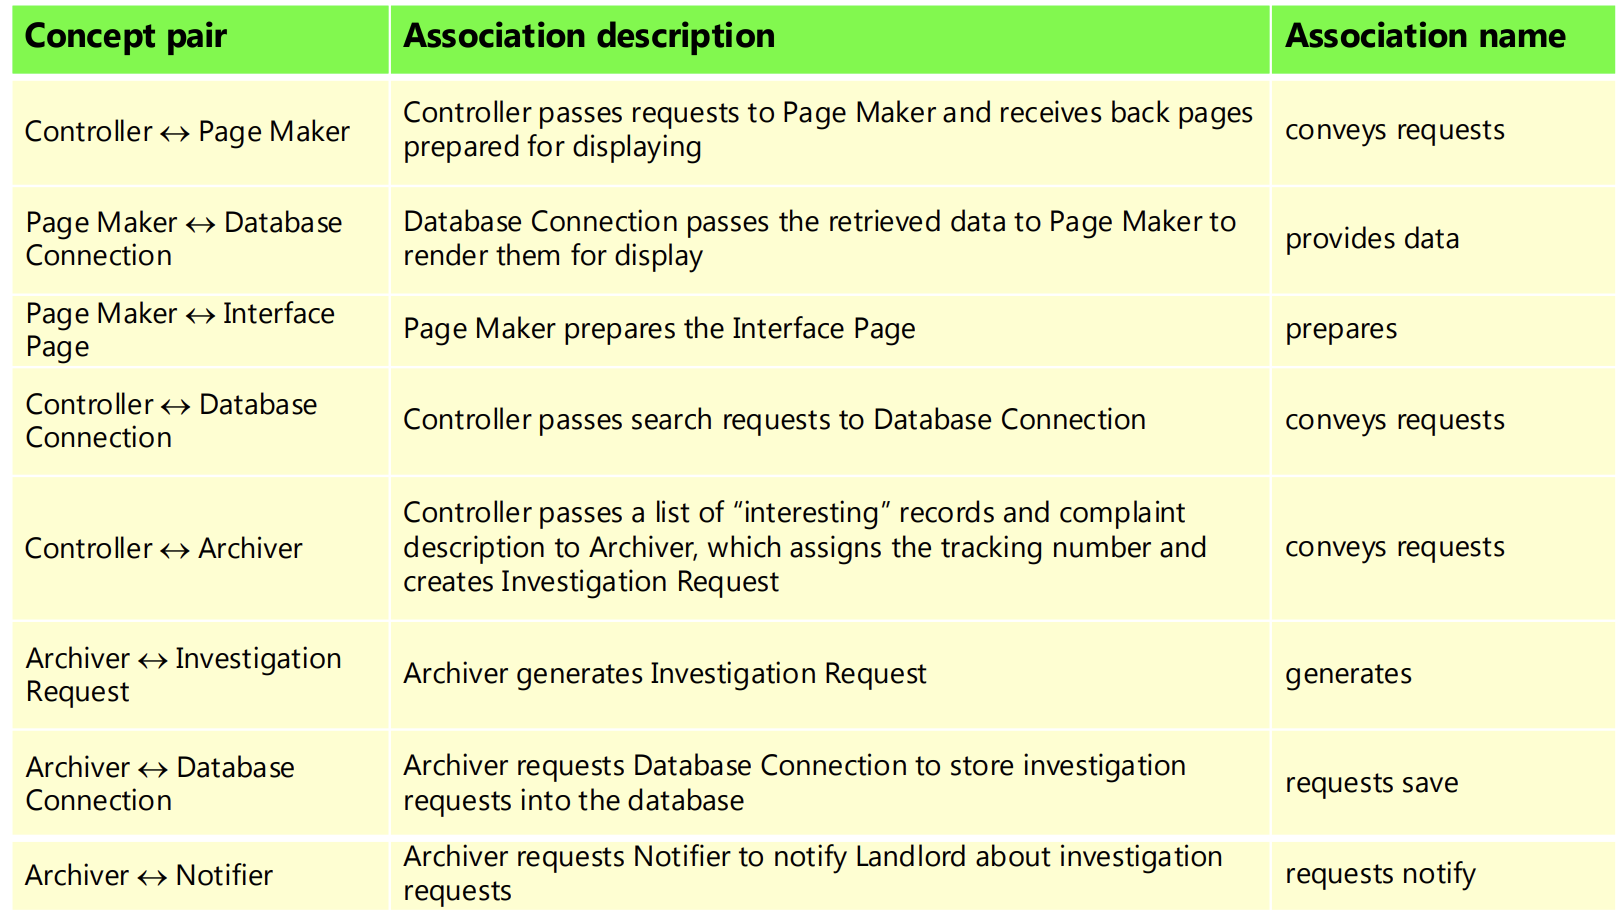 Concept pair
Association description
Association name
Controller ↔ Page Maker
Controller passes requests to Page Maker and receives back pages
prepared for displaying
conveys requests
Page Maker ↔ Database
Connection
Database Connection passes the retrieved data to Page Maker to
render them for display
provides data
Page Maker ↔ Interface
Page
Page Maker prepares the Interface Page
prepares
Controller ↔ Database
Connection
Controller passes search requests to Database Connection
conveys requests
Controller ↔ Archiver
Controller passes a list of “interesting” records and complaint
description to Archiver, which assigns the tracking number and
creates Investigation Request
conveys requests
Archiver ↔ Investigation
Request
Archiver generates Investigation Request
generates
Archiver ↔ Database
Connection
Archiver requests Database Connection to store investigation
requests into the database
requests save
Archiver ↔ Notifier
Archiver requests Notifier to notify Landlord about investigation
requests
requests notify